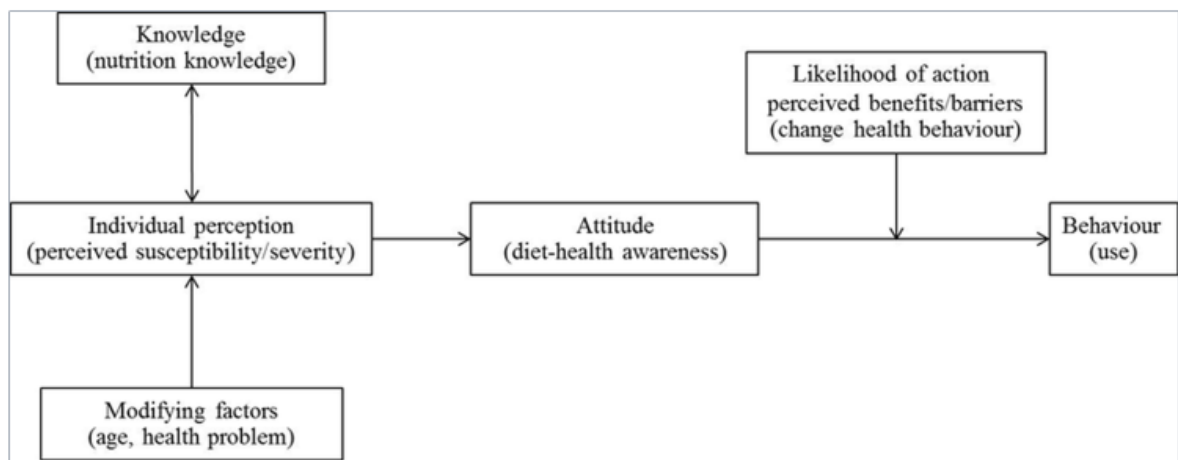 Knowledge
(nutrition knowledge)
Likelihood of action
perceived benefits/barriers
(change health behaviour)
Individual perception
(perceived susceptibility/severity)
Attitude
(diet-health awareness)
Behaviour
(use)
Modifying factors
(age, health problem)